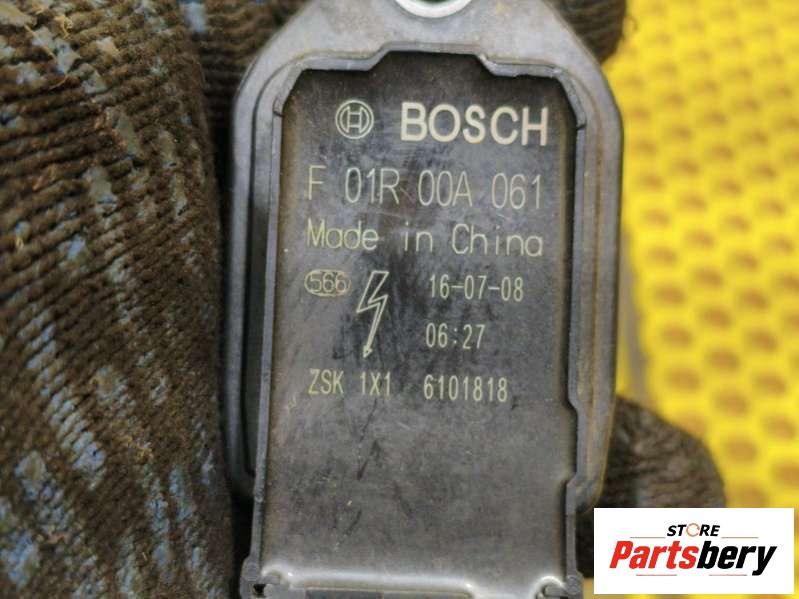 BOSCH
F 01R 00A 061
Made in China
566 16-07-08
06:27
ZSK 1X1 6101818
STORE
Partsbery